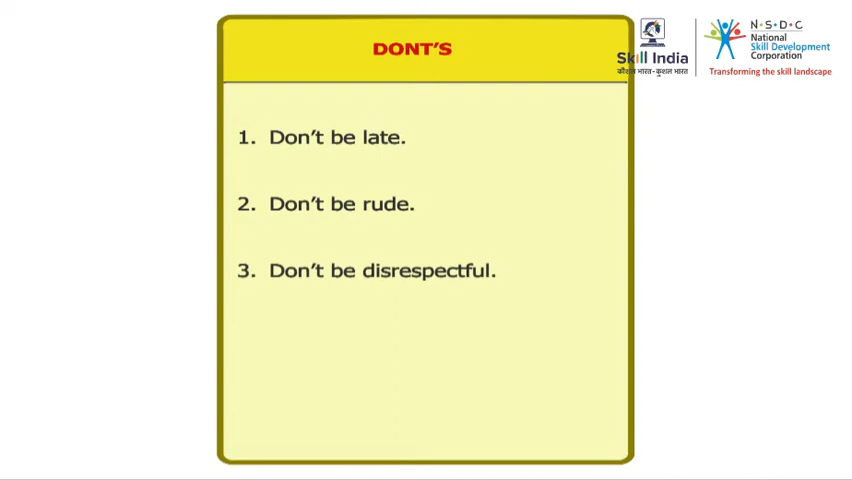 DONT'S
1. Don't be late.
2. Don't be rude.
3. Don't be disrespectful.
Skill India
कौशल भारत - कुशल भारत
N·S·D·C
National
Skill Development
Corporation
Transforming the skill landscape